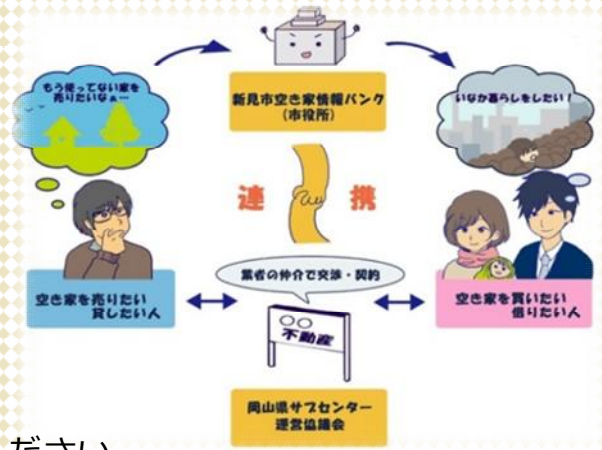 もう使ってない家を
売りたいなぁ…
新見市空き家情報バンク
(市役所)
いなか暮らしをしたい！
連 携
業者の仲介で交渉・契約
空き家を売りたい
貸したい人
空き家を買いたい
借りたい人
○○
不動産
岡山県サブセンター
運営協議会
ださい